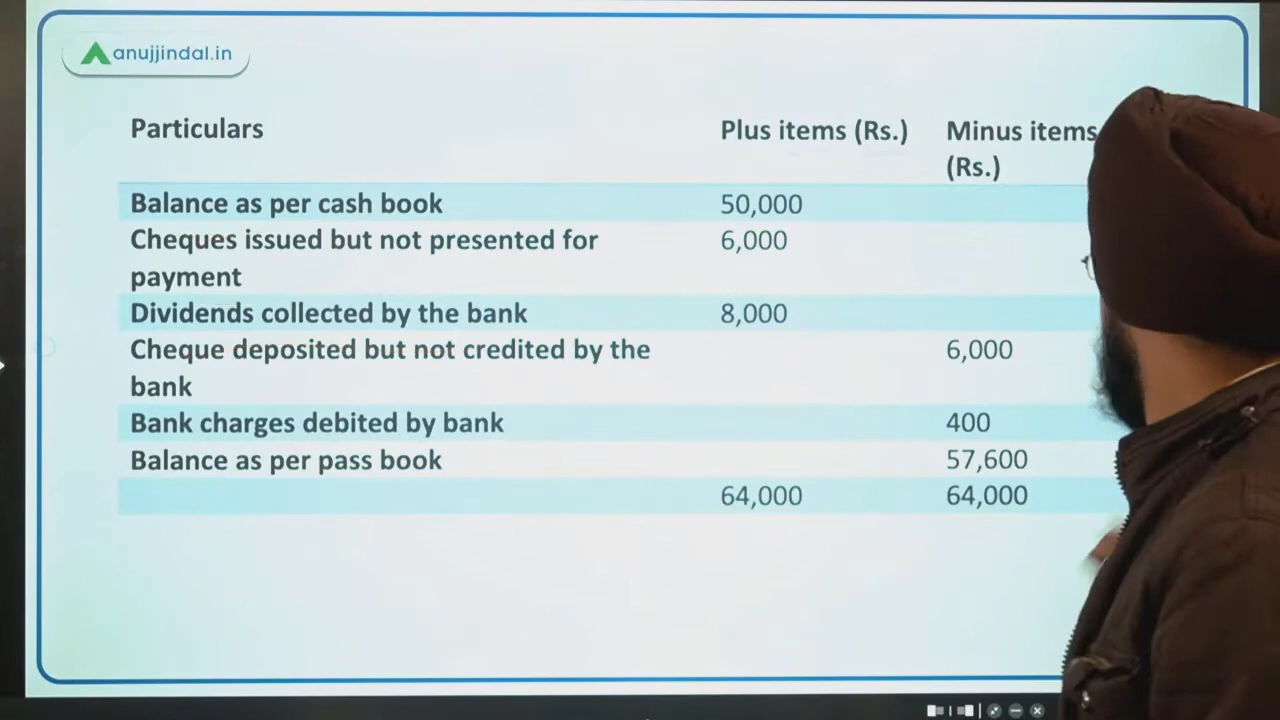 anujjindal.in
Particulars Plus items (Rs.) Minus items
(Rs.)
Balance as per cash book 50,000
Cheques issued but not presented for 6,000
payment
Dividends collected by the bank 8,000
Cheque deposited but not credited by the 6,000
bank
Bank charges debited by bank 400
Balance as per pass book 57,600
64,000 64,000